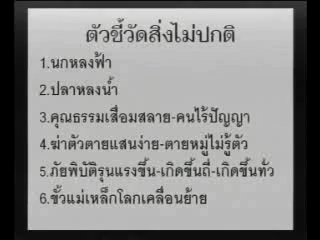 ตัวชี้วัดสิ่งไม่ปกติ
1.นกหลงฟ้า
2.ปลาหลงน้ำ
3.คุณธรรมเสื่อมสลาย-คนไร้ปัญญา
4.ฆ่าตัวตายแสนง่าย-ตายหมู่ไม่รู้ตัว
5.ภัยพิบัติรุนแรงขึ้น-เกิดขึ้นถี่-เกิดขึ้นทั่ว
6.ขั้วแม่เหล็กโลกเคลื่อนย้าย